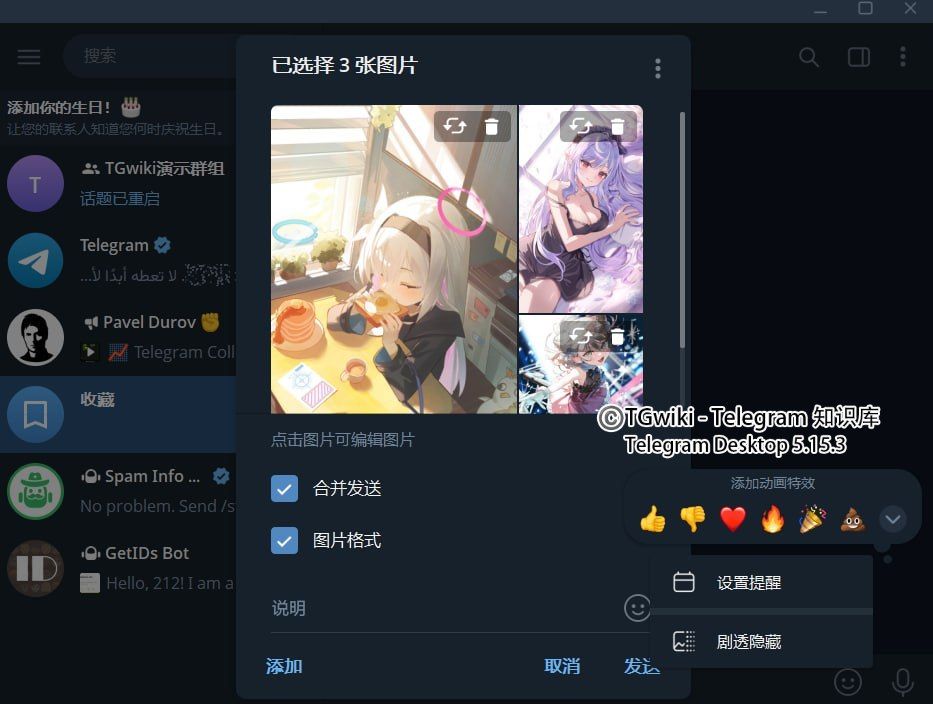 搜索
添加你的生日！🎂
让您的联系人知道您何时庆祝生日。
T
TGwiki演示群组
话题已重启
Telegram
لا تعطه أبدًا لأ...
Pavel Durov ✊
Telegram Coll
收藏
Spam Info ...
No problem. Send /s
GetIDs Bot
Hello, 212! I am a
已选择 3 张图片
点击图片可编辑图片
合并发送
图片格式
说明
添加
取消
发送
©TGwiki - Telegram 知识库
Telegram Desktop 5.15.3
添加动画特效
设置提醒
剧透隐藏